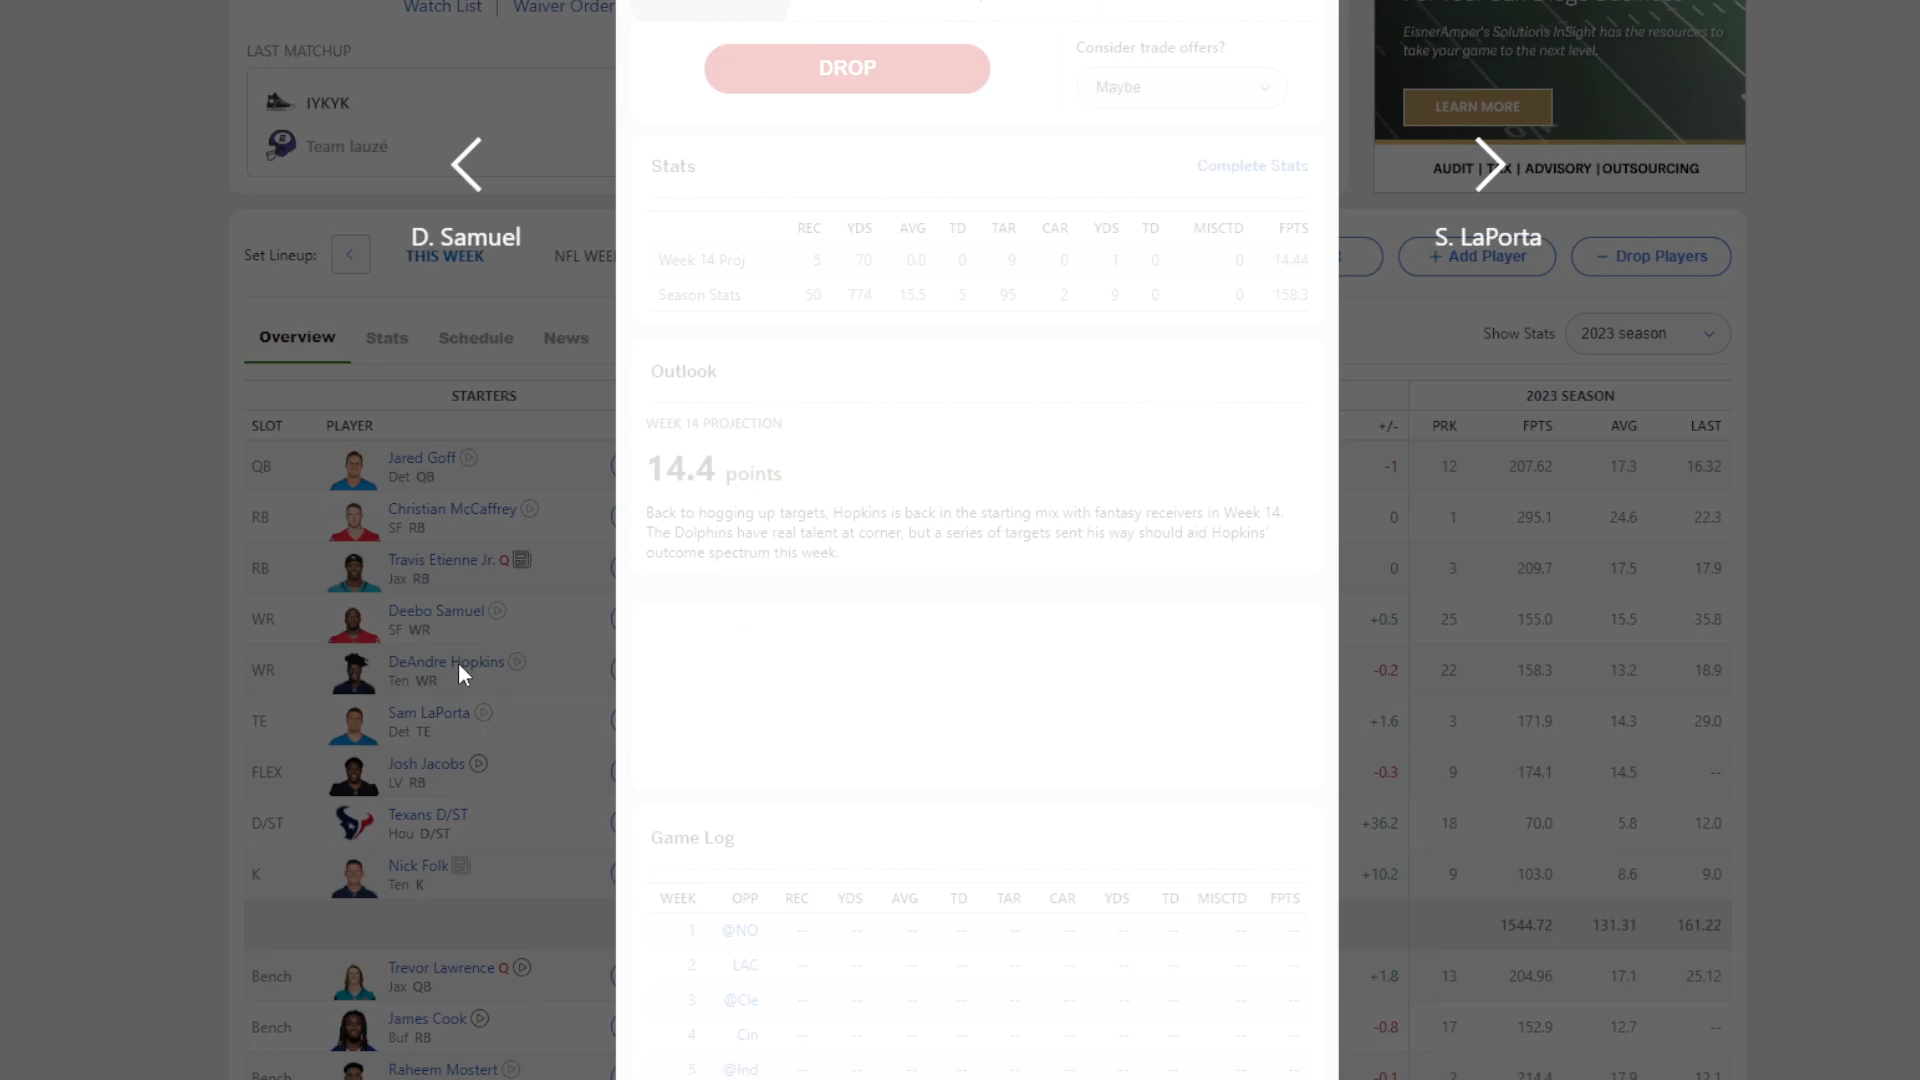 Watch List | Waiver Order
LAST MATCHUP
IYKYK
Team lauzé
DROP
Consider trade offers?
Maybe
EisnerAmper's Solutions InSight has the resources to
take your game to the next level.
LEARN MORE
AUDIT | TAX | ADVISORY | OUTSOURCING
D. Samuel
S. LaPorta
Set Lineup:
THIS WEEK
NFL WEE
+ Add Player
− Drop Players
Overview
Stats
Schedule
News
Show Stats
2023 season
Stats
Complete Stats
REC YDS AVG TD TAR CAR YDS TD MISCTD FPTS
Week 14 Proj 5 70 0.0 0 9 0 1 0 0 14.44
Season Stats 50 774 15.5 5 95 2 9 0 0 158.3
Outlook
WEEK 14 PROJECTION
14.4 points
Back to hogging up targets, Hopkins is back in the starting mix with fantasy receivers in Week 14.
The Dolphins have real talent at corner, but a series of targets sent his way should aid Hopkins'
outcome spectrum this week.
Game Log
WEEK OPP REC YDS AVG TD TAR CAR YDS TD MISCTD FPTS
1 @NO -- -- -- -- -- -- -- -- -- --
2 LAC -- -- -- -- -- -- -- -- -- --
3 @Cle -- -- -- -- -- -- -- -- -- --
4 Cin -- -- -- -- -- -- -- -- -- --
5 @Ind -- -- -- -- -- -- -- -- -- --
STARTERS
2023 SEASON
SLOT PLAYER +/- PRK FPTS AVG LAST
QB Jared Goff -1 12 207.62 17.3 16.32
Det QB
RB Christian McCaffrey 0 1 295.1 24.6 22.3
SF RB
RB Travis Etienne Jr. Q 0 3 209.7 17.5 17.9
Jax RB
WR Deebo Samuel +0.5 25 155.0 15.5 35.8
SF WR
WR DeAndre Hopkins -0.2 22 158.3 13.2 18.9
Ten WR
TE Sam LaPorta +1.6 3 171.9 14.3 29.0
Det TE
FLEX Josh Jacobs -0.3 9 174.1 14.5 --
LV RB
D/ST Texans D/ST +36.2 18 70.0 5.8 12.0
Hou D/ST
K Nick Folk +10.2 9 103.0 8.6 9.0
Ten K
1544.72 131.31 161.22
Bench Trevor Lawrence Q +1.8 13 204.96 17.1 25.12
Jax QB
Bench James Cook -0.8 17 152.9 12.7 --
Buf RB
Bench Raheem Mostert -0.1 2 214.4 17.9 12.1